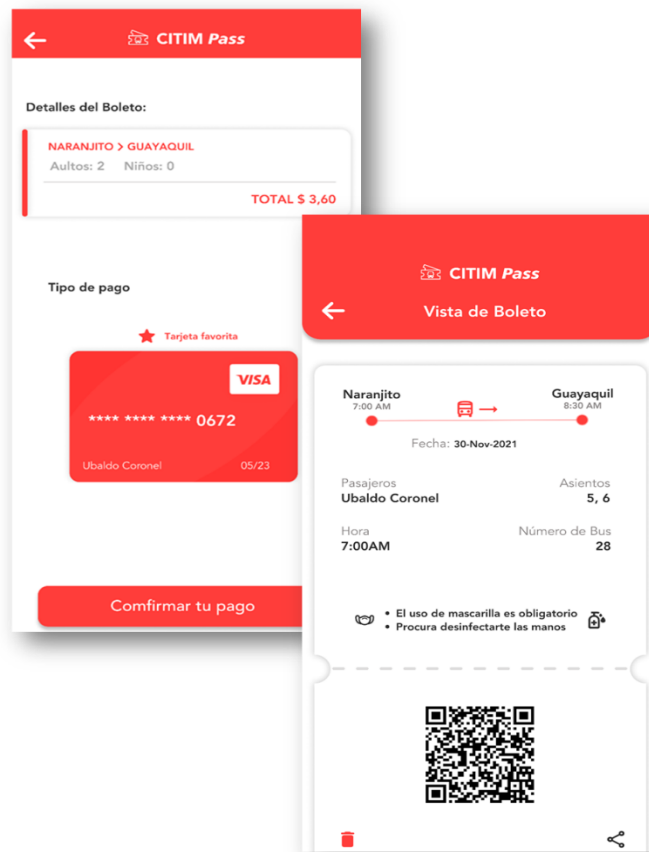 CITIM Pass
Detalles del Boleto:
NARANJITO > GUAYAQUIL
Aultos: 2 Niños: 0
TOTAL $ 3,60
Tipo de pago
Tarjeta favorita
VISA
**** **** **** 0672
Ubaldo Coronel 05/23
Comfirmar tu pago
CITIM Pass
Vista de Boleto
Naranjito Guayaquil
7:00 AM 8:30 AM
Fecha: 30-Nov-2021
Pasajeros Asientos
Ubaldo Coronel 5, 6
Hora Número de Bus
7:00AM 28
• El uso de mascarilla es obligatorio
• Procura desinfectarte las manos